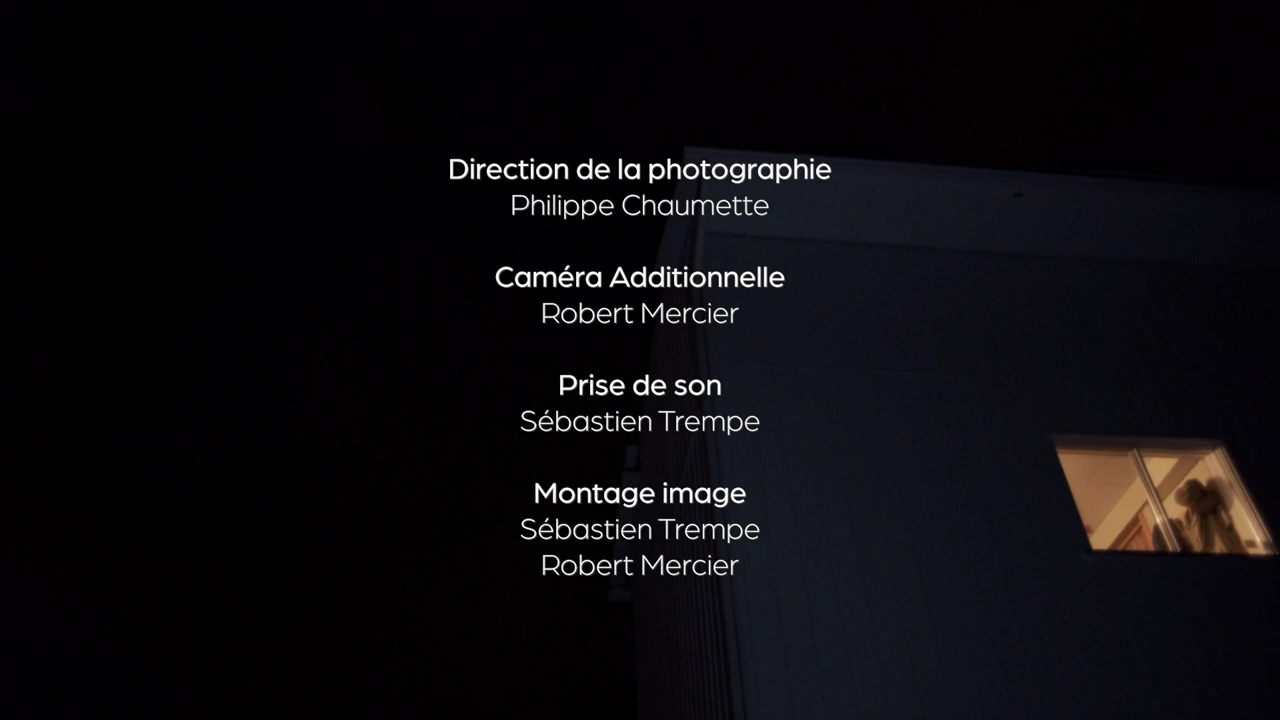 Direction de la photographie
Philippe Chaumette
Caméra Additionnelle
Robert Mercier
Prise de son
Sébastien Trempe
Montage image
Sébastien Trempe
Robert Mercier